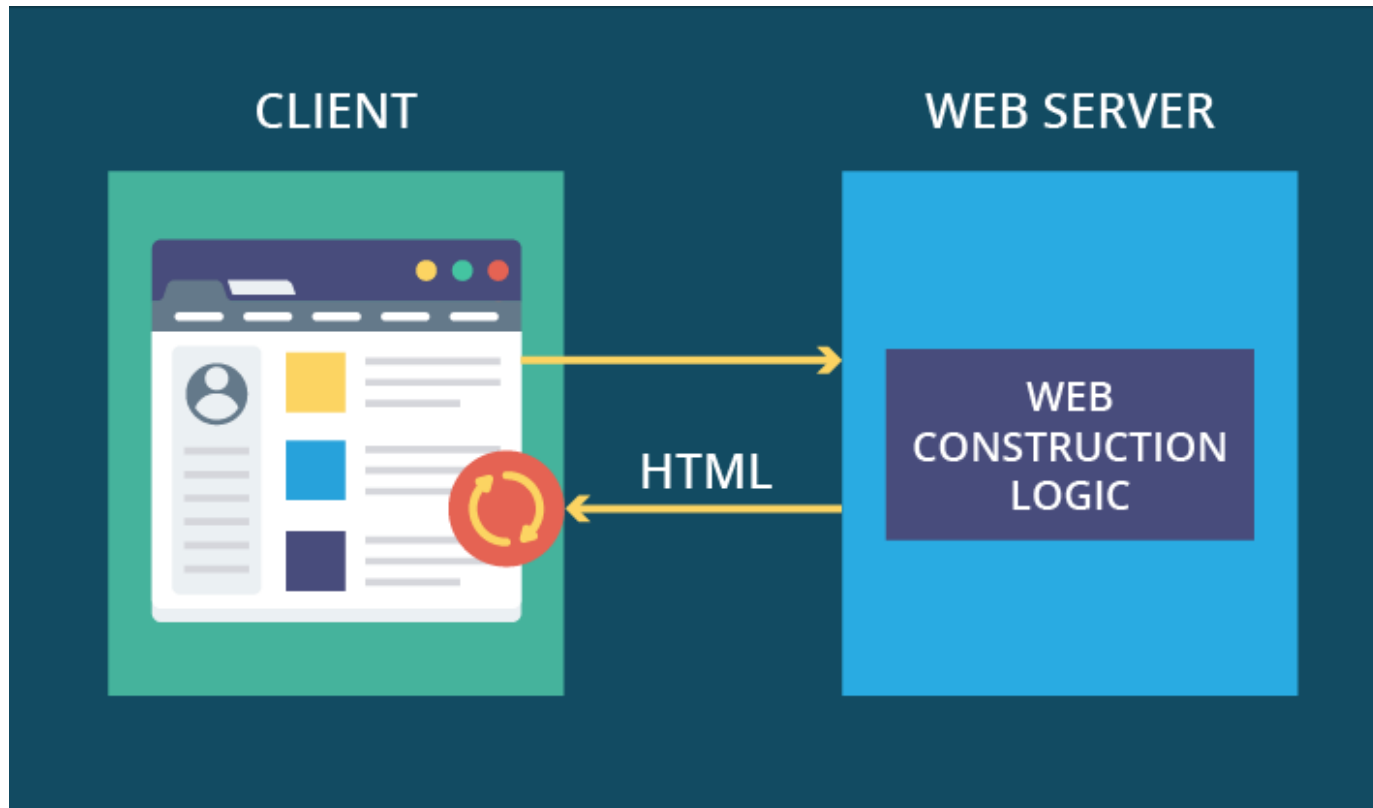 CLIENT
WEB SERVER
HTML
WEB
CONSTRUCTION
LOGIC